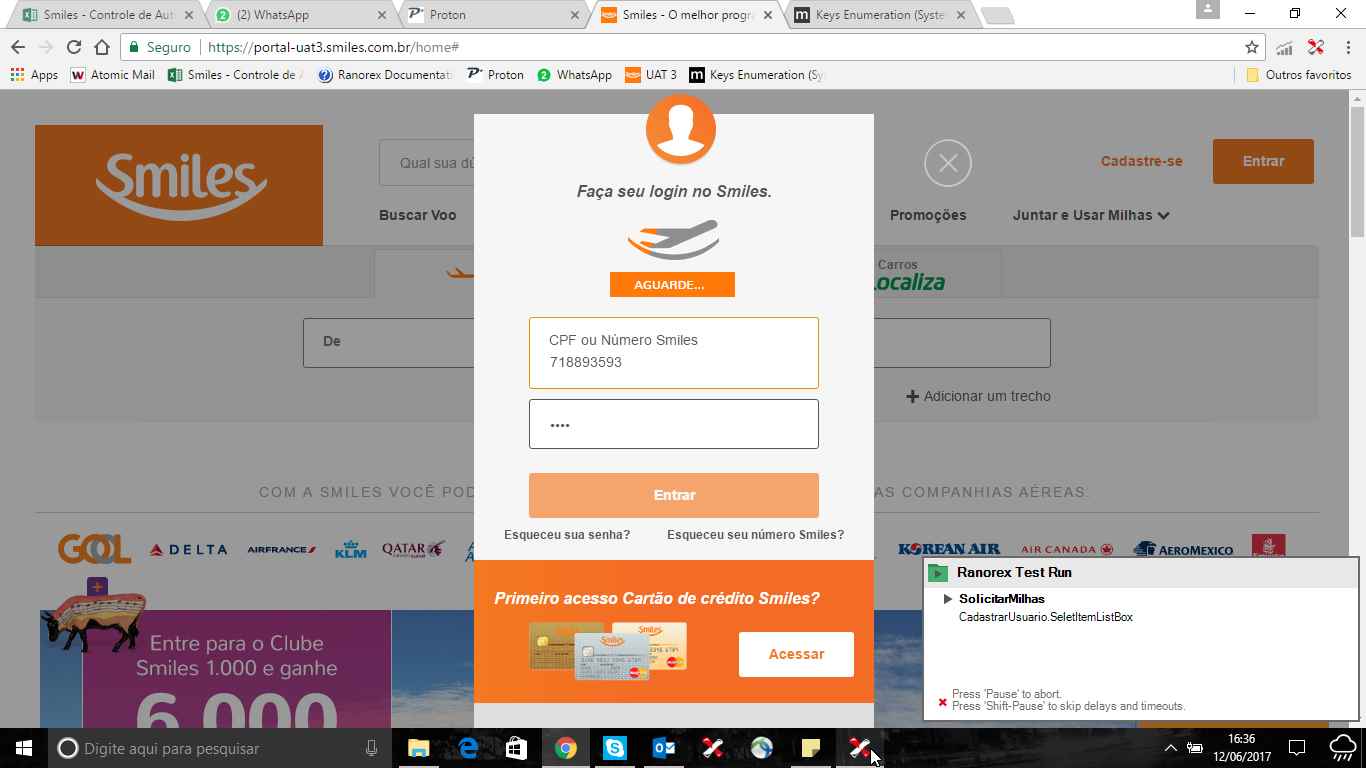 Smiles - Controle de Aut
(2) WhatsApp
Proton
Smiles - O melhor progr
Keys Enumeration (Syste
Seguro
https://portal-uat3.smiles.com.br/home#
Apps
Atomic Mail
Smiles - Controle de A
Ranorex Documentati
Proton
WhatsApp
UAT 3
Keys Enumeration (Sy
Outros favoritos
Smiles
Qual sua dú
Cadastre-se
Entrar
Faça seu login no Smiles.
Buscar Voo
Promoções
Juntar e Usar Milhas
Carros
Localiza
AGUARDE...
CPF ou Número Smiles
718893593
De
Adicionar um trecho
••••
Entrar
COM A SMILES VOCÊ POD
AS COMPANHIAS AÉREAS:
Esqueceu sua senha?
Esqueceu seu número Smiles?
GOL
DELTA
AIRFRANCE
KLM
QATAR
KOREAN AIR
AIR CANADA
AEROMEXICO
Primeiro acesso Cartão de crédito Smiles?
Acessar
Entre para o Clube
Smiles 1.000 e ganhe
6.000
Ranorex Test Run
SolicitarMilhas
CadastrarUsuario.SeletItemListBox
Press 'Pause' to abort.
Press 'Shift-Pause' to skip delays and timeouts.
Digite aqui para pesquisar
16:36
12/06/2017